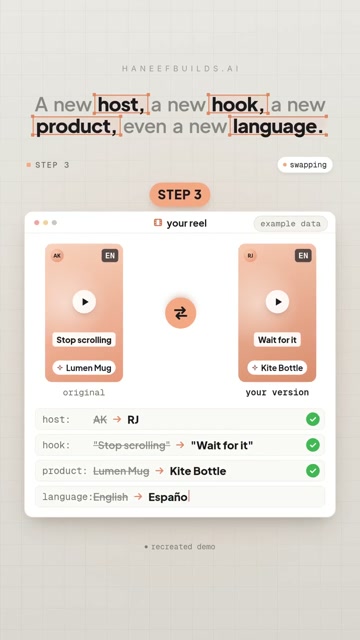 HANEEFBUILDS.AI
A new host, a new hook, a new
product, even a new language.
STEP 3
swapping
STEP 3
your reel
example data
AK
EN
RJ
EN
Stop scrolling
Wait for it
Lumen Mug
Kite Bottle
original
your version
host: AK → RJ
hook: "Stop scrolling" → "Wait for it"
product: Lumen Mug → Kite Bottle
language: English → Españo
recreated demo